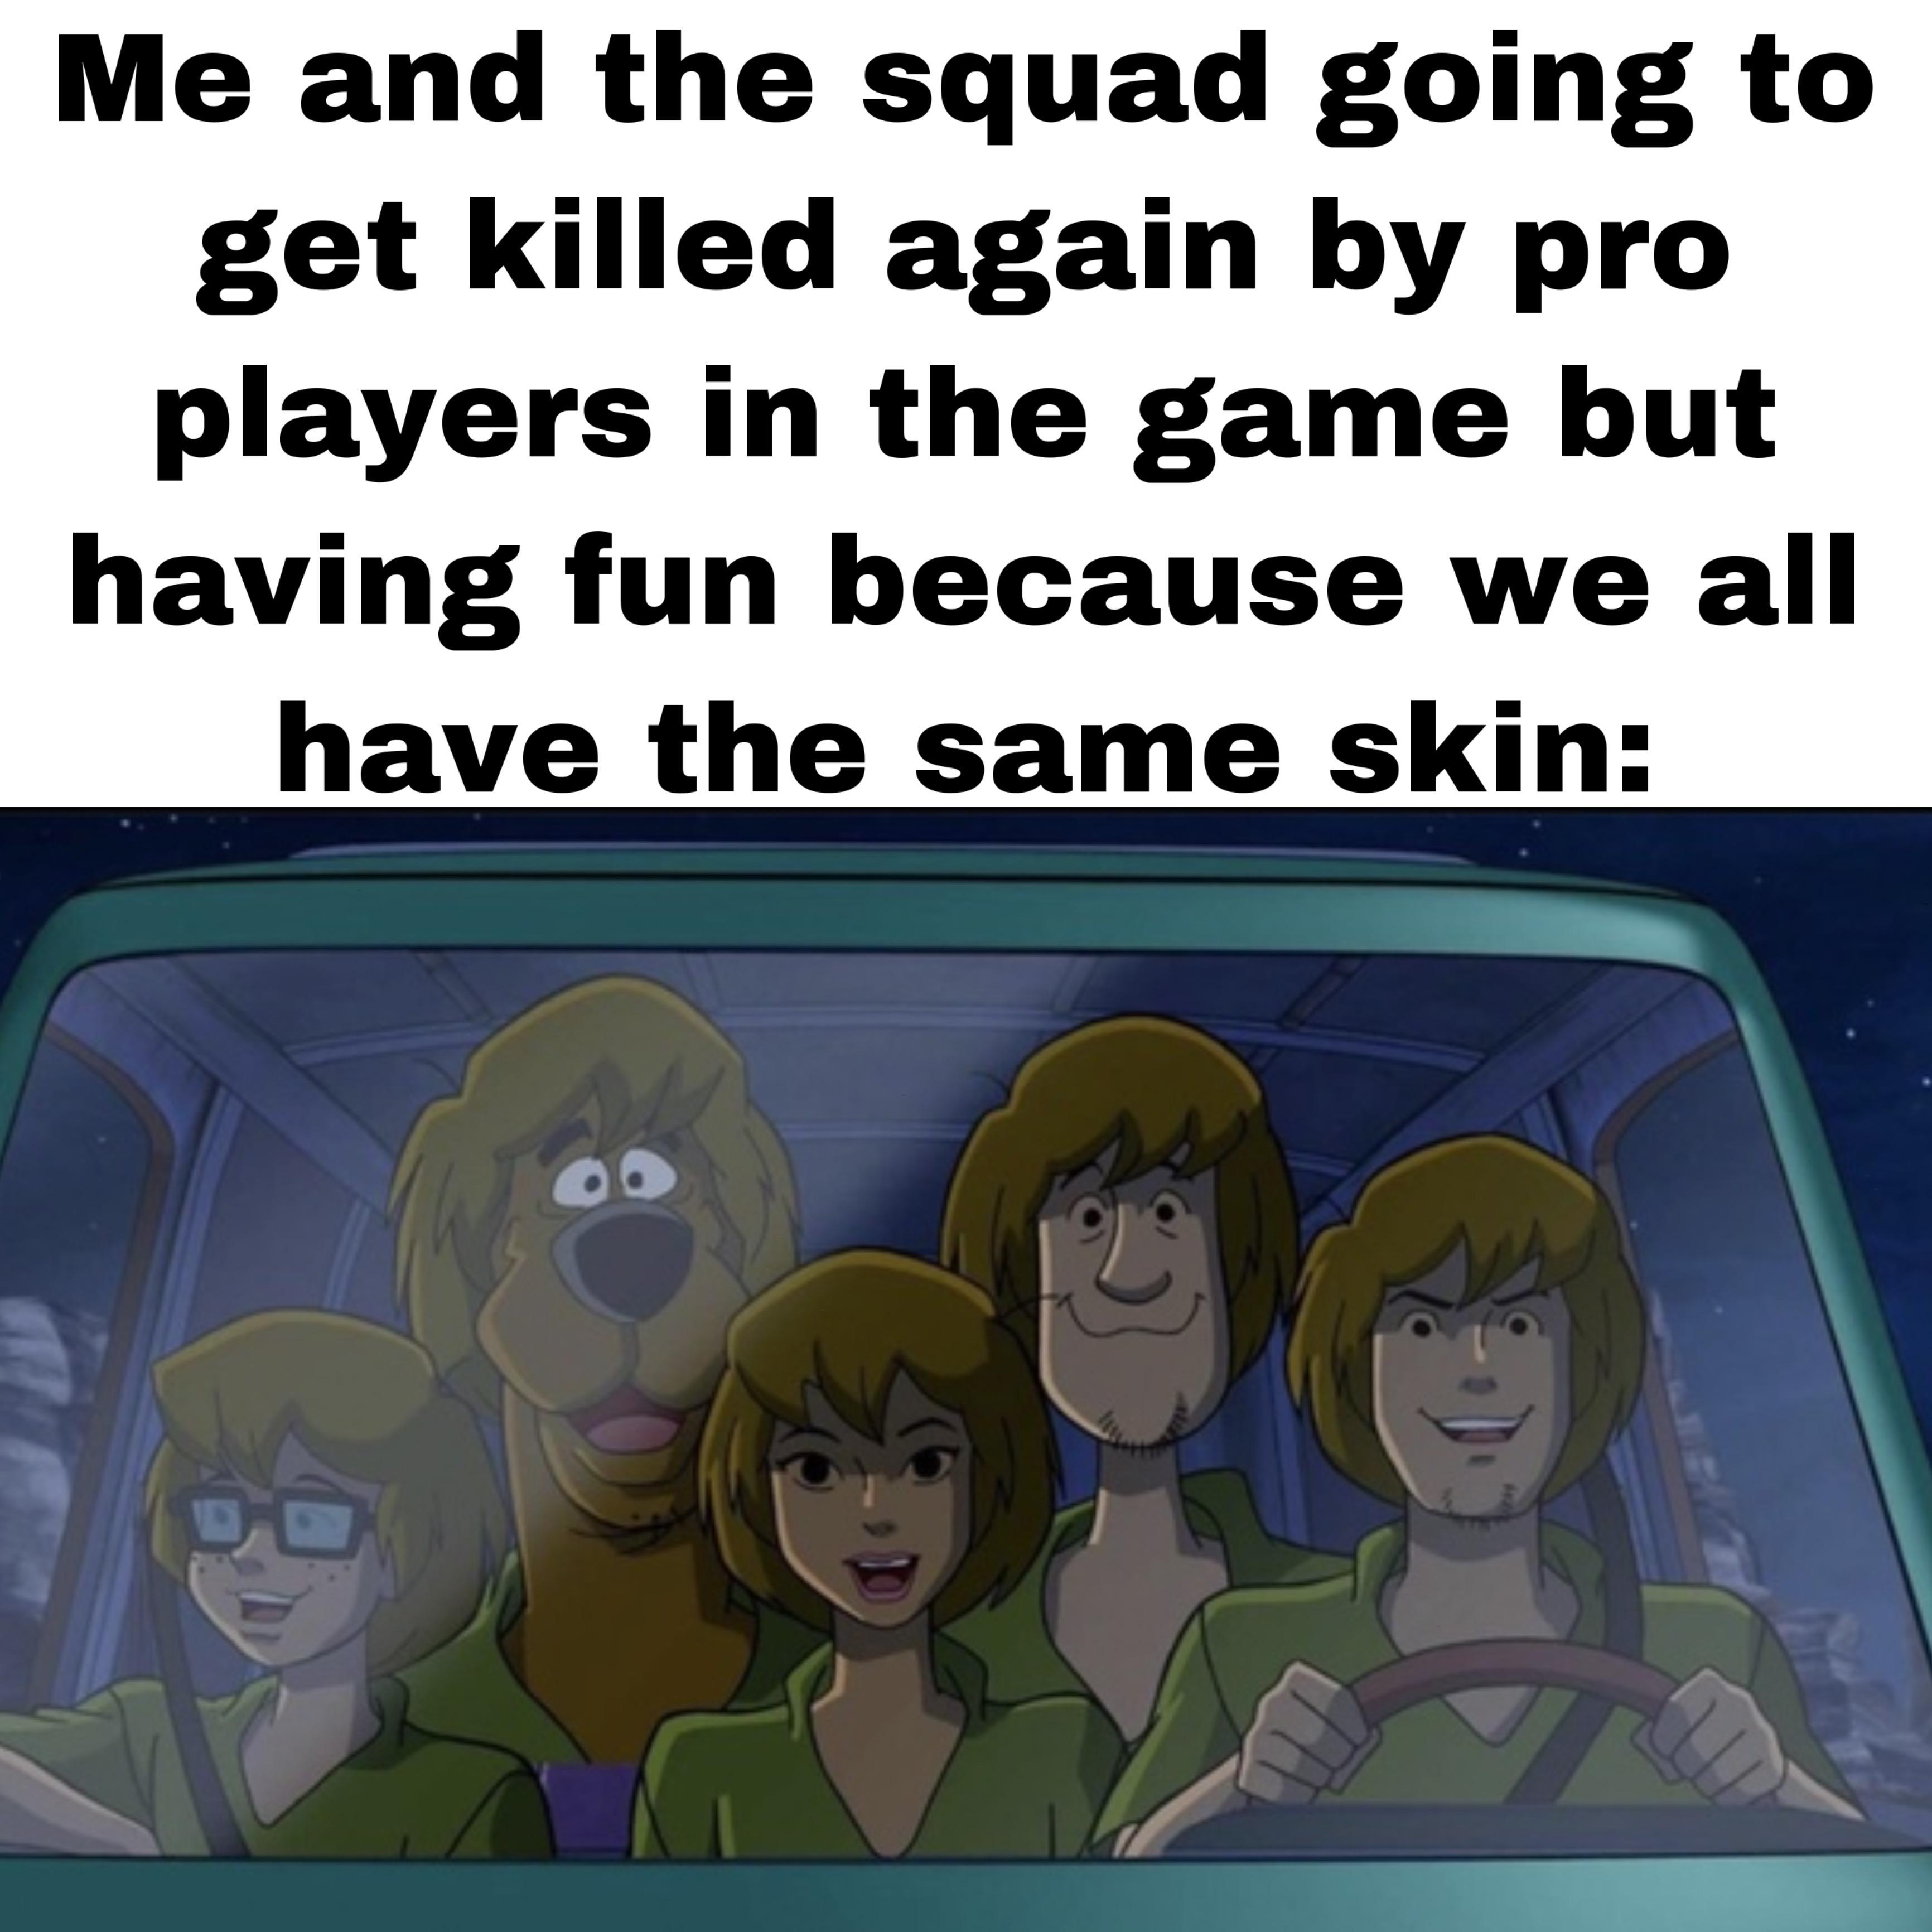 Me and the squad going to
get killed again by pro
players in the game but
having fun because we all
have the same skin: